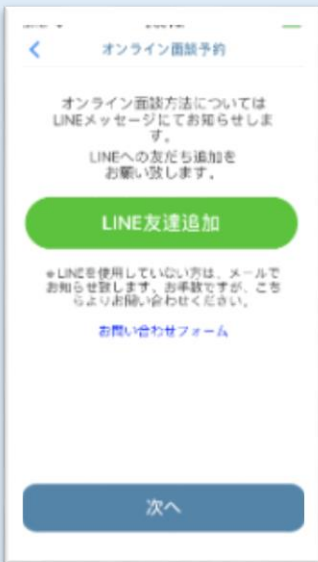 オンライン面談予約
オンライン面談方法については
LINEメッセージにてお知らせしま
す。
LINEへの友だち追加を
お願い致します。
LINE友達追加
※LINEを使用していない方は、メールで
お知らせ致します。お手数ですが、こち
らよりお問い合わせください。
お問い合わせフォーム
次へ